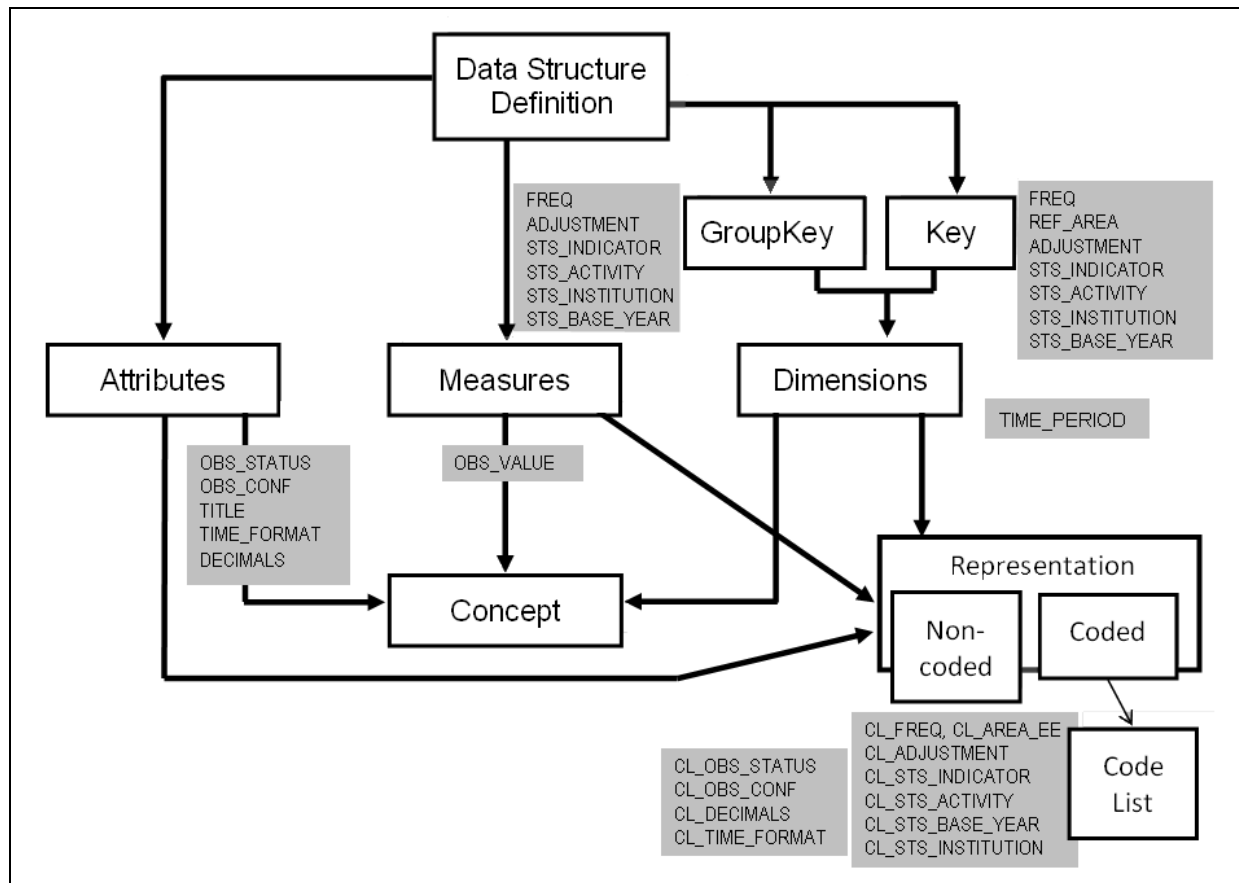 Data Structure
Definition
FREQ
ADJUSTMENT
STS_INDICATOR
STS_ACTIVITY
STS_INSTITUTION
STS_BASE_YEAR
GroupKey
Key
FREQ
REF_AREA
ADJUSTMENT
STS_INDICATOR
STS_ACTIVITY
STS_INSTITUTION
STS_BASE_YEAR
Attributes
Measures
Dimensions
TIME_PERIOD
OBS_STATUS
OBS_CONF
TITLE
TIME_FORMAT
DECIMALS
OBS_VALUE
Concept
Representation
Non-
coded
Coded
CL_OBS_STATUS
CL_OBS_CONF
CL_DECIMALS
CL_TIME_FORMAT
CL_FREQ, CL_AREA_EE
CL_ADJUSTMENT
CL_STS_INDICATOR
CL_STS_ACTIVITY
CL_STS_BASE_YEAR
CL_STS_INSTITUTION
Code
List